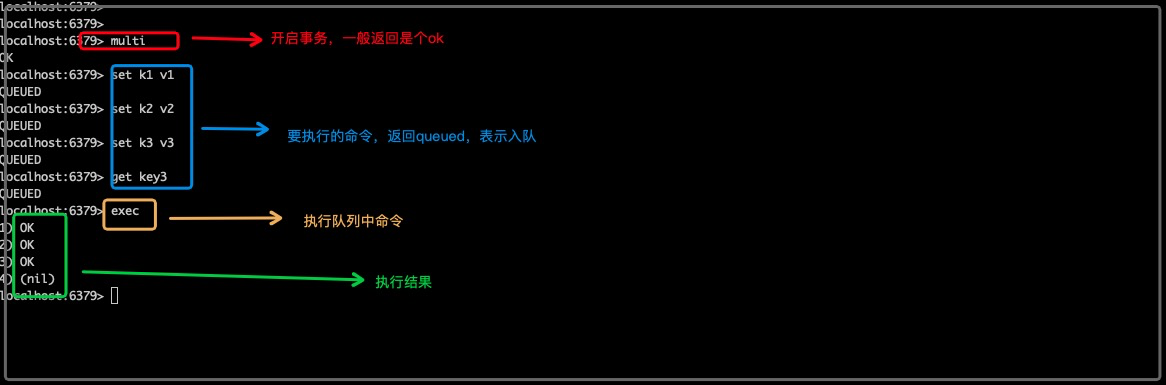 localhost:6379>
localhost:6379>
localhost:6379> multi 开启事务，一般返回是个ok
OK
localhost:6379> set k1 v1
QUEUED
localhost:6379> set k2 v2
QUEUED 要执行的命令，返回queued，表示入队
localhost:6379> set k3 v3
QUEUED
localhost:6379> get key3
QUEUED
localhost:6379> exec 执行队列中命令
1) OK
2) OK
3) OK
4) (nil) 执行结果
localhost:6379>